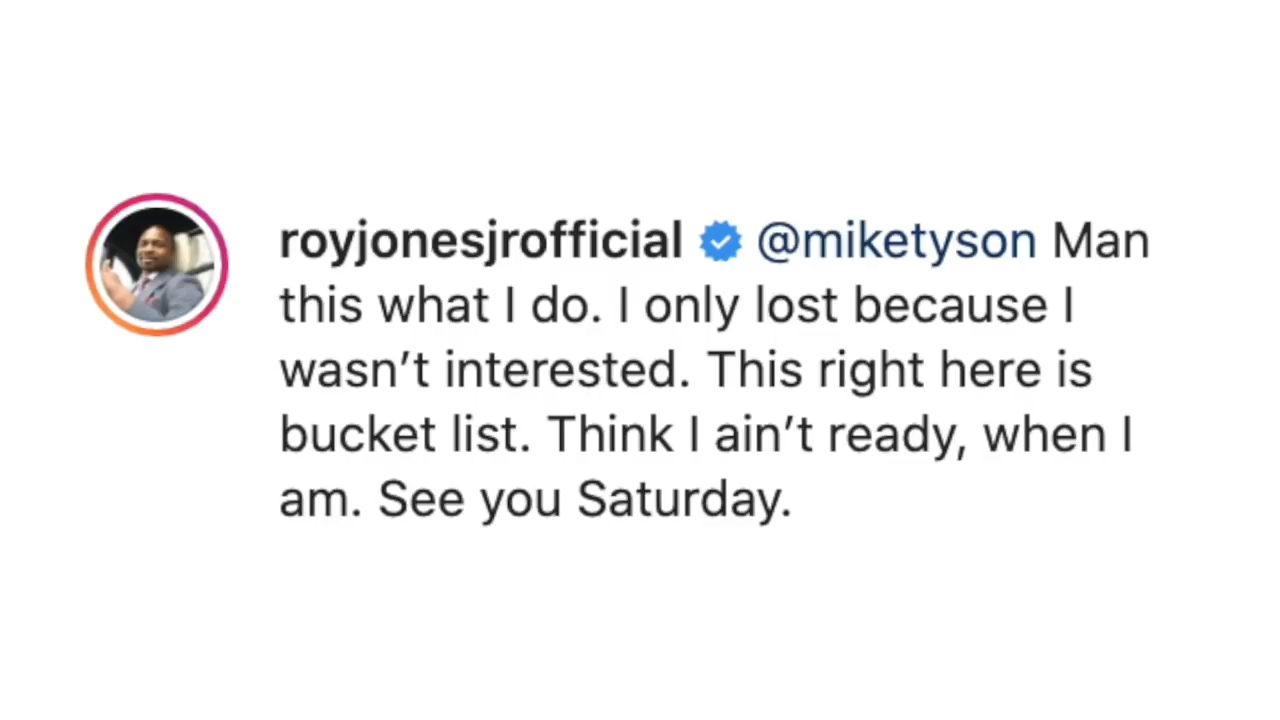 royjonesjrofficial @miketyson Man
this what I do. I only lost because I
wasn’t interested. This right here is
bucket list. Think I ain’t ready, when I
am. See you Saturday.